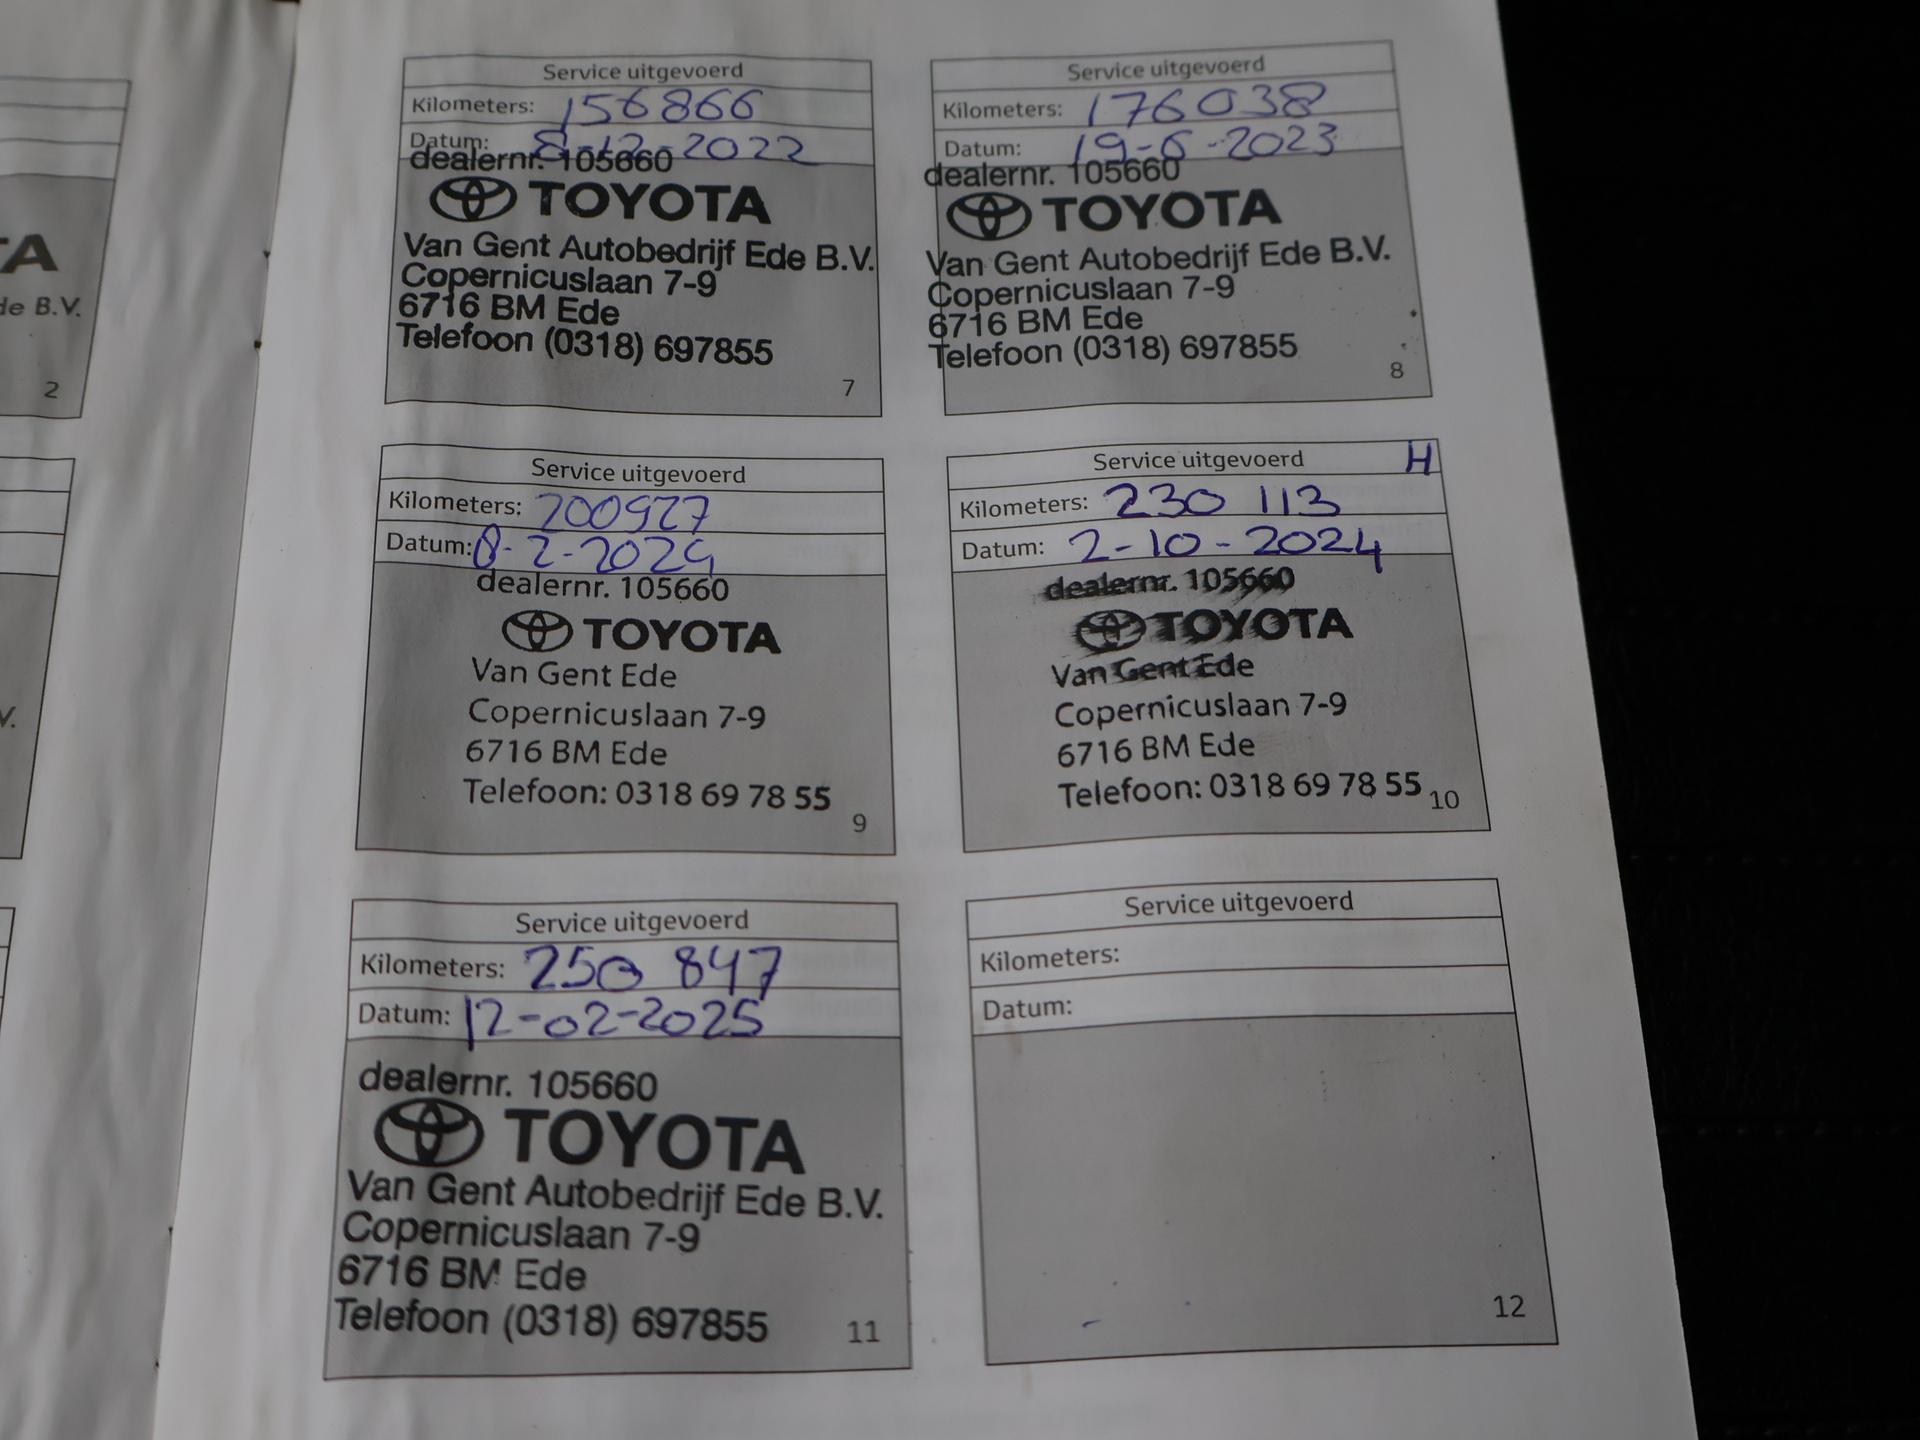 TA
de B.V.
2
V.
Service uitgevoerd
Kilometers: 156866
Datum: 8-12-2022
dealernr. 105660
TOYOTA
Van Gent Autobedrijf Ede B.V.
Copernicuslaan 7-9
6716 BM Ede
Telefoon (0318) 697855
7
Service uitgevoerd
Kilometers: 176038
Datum: 19-6-2023
dealernr. 105660
TOYOTA
Van Gent Autobedrijf Ede B.V.
Copernicuslaan 7-9
6716 BM Ede
Telefoon (0318) 697855
8
Service uitgevoerd
Kilometers: 200927
Datum: 8-2-2024
dealernr. 105660
TOYOTA
Van Gent Ede
Copernicuslaan 7-9
6716 BM Ede
Telefoon: 0318 69 78 55
9
Service uitgevoerd H
Kilometers: 230 113
Datum: 2-10-2024
dealernr. 105660
TOYOTA
Van Gent Ede
Copernicuslaan 7-9
6716 BM Ede
Telefoon: 0318 69 78 55
10
Service uitgevoerd
Kilometers: 250 847
Datum: 12-02-2025
dealernr. 105660
TOYOTA
Van Gent Autobedrijf Ede B.V.
Copernicuslaan 7-9
6716 BM Ede
Telefoon (0318) 697855
11
Service uitgevoerd
Kilometers:
Datum:
12